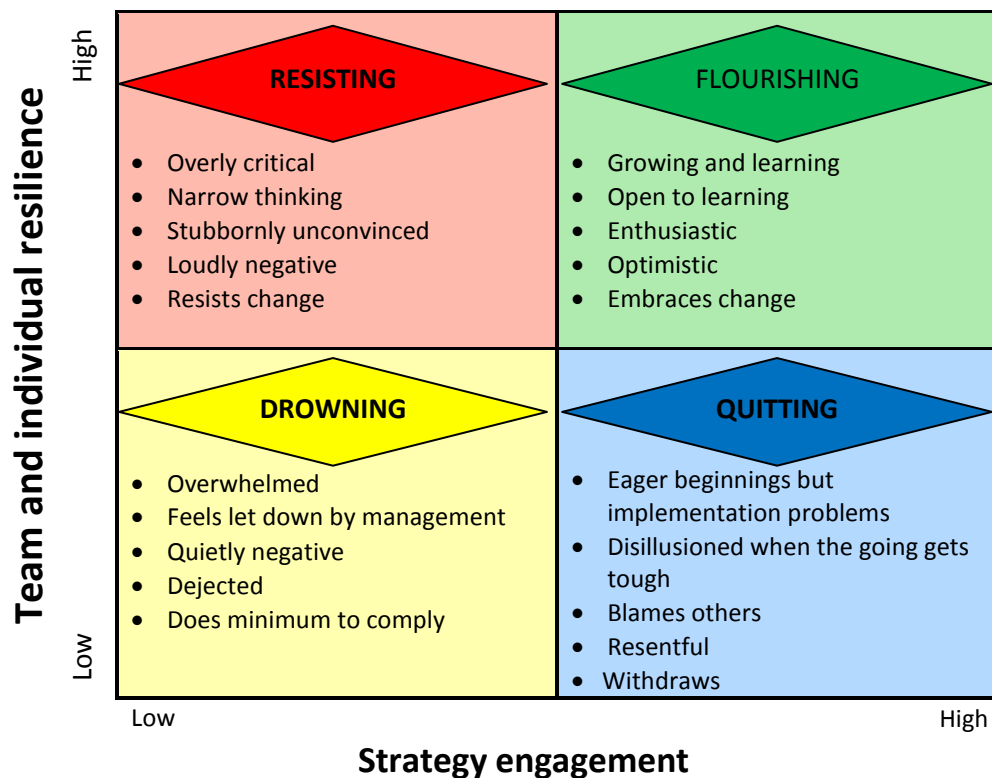 Team and individual resilience
High
Low
RESISTING
• Overly critical
• Narrow thinking
• Stubbornly unconvinced
• Loudly negative
• Resists change
FLOURISHING
• Growing and learning
• Open to learning
• Enthusiastic
• Optimistic
• Embraces change
DROWNING
• Overwhelmed
• Feels let down by management
• Quietly negative
• Dejected
• Does minimum to comply
QUITTING
• Eager beginnings but
implementation problems
• Disillusioned when the going gets
tough
• Blames others
• Resentful
• Withdraws
Low
High
Strategy engagement